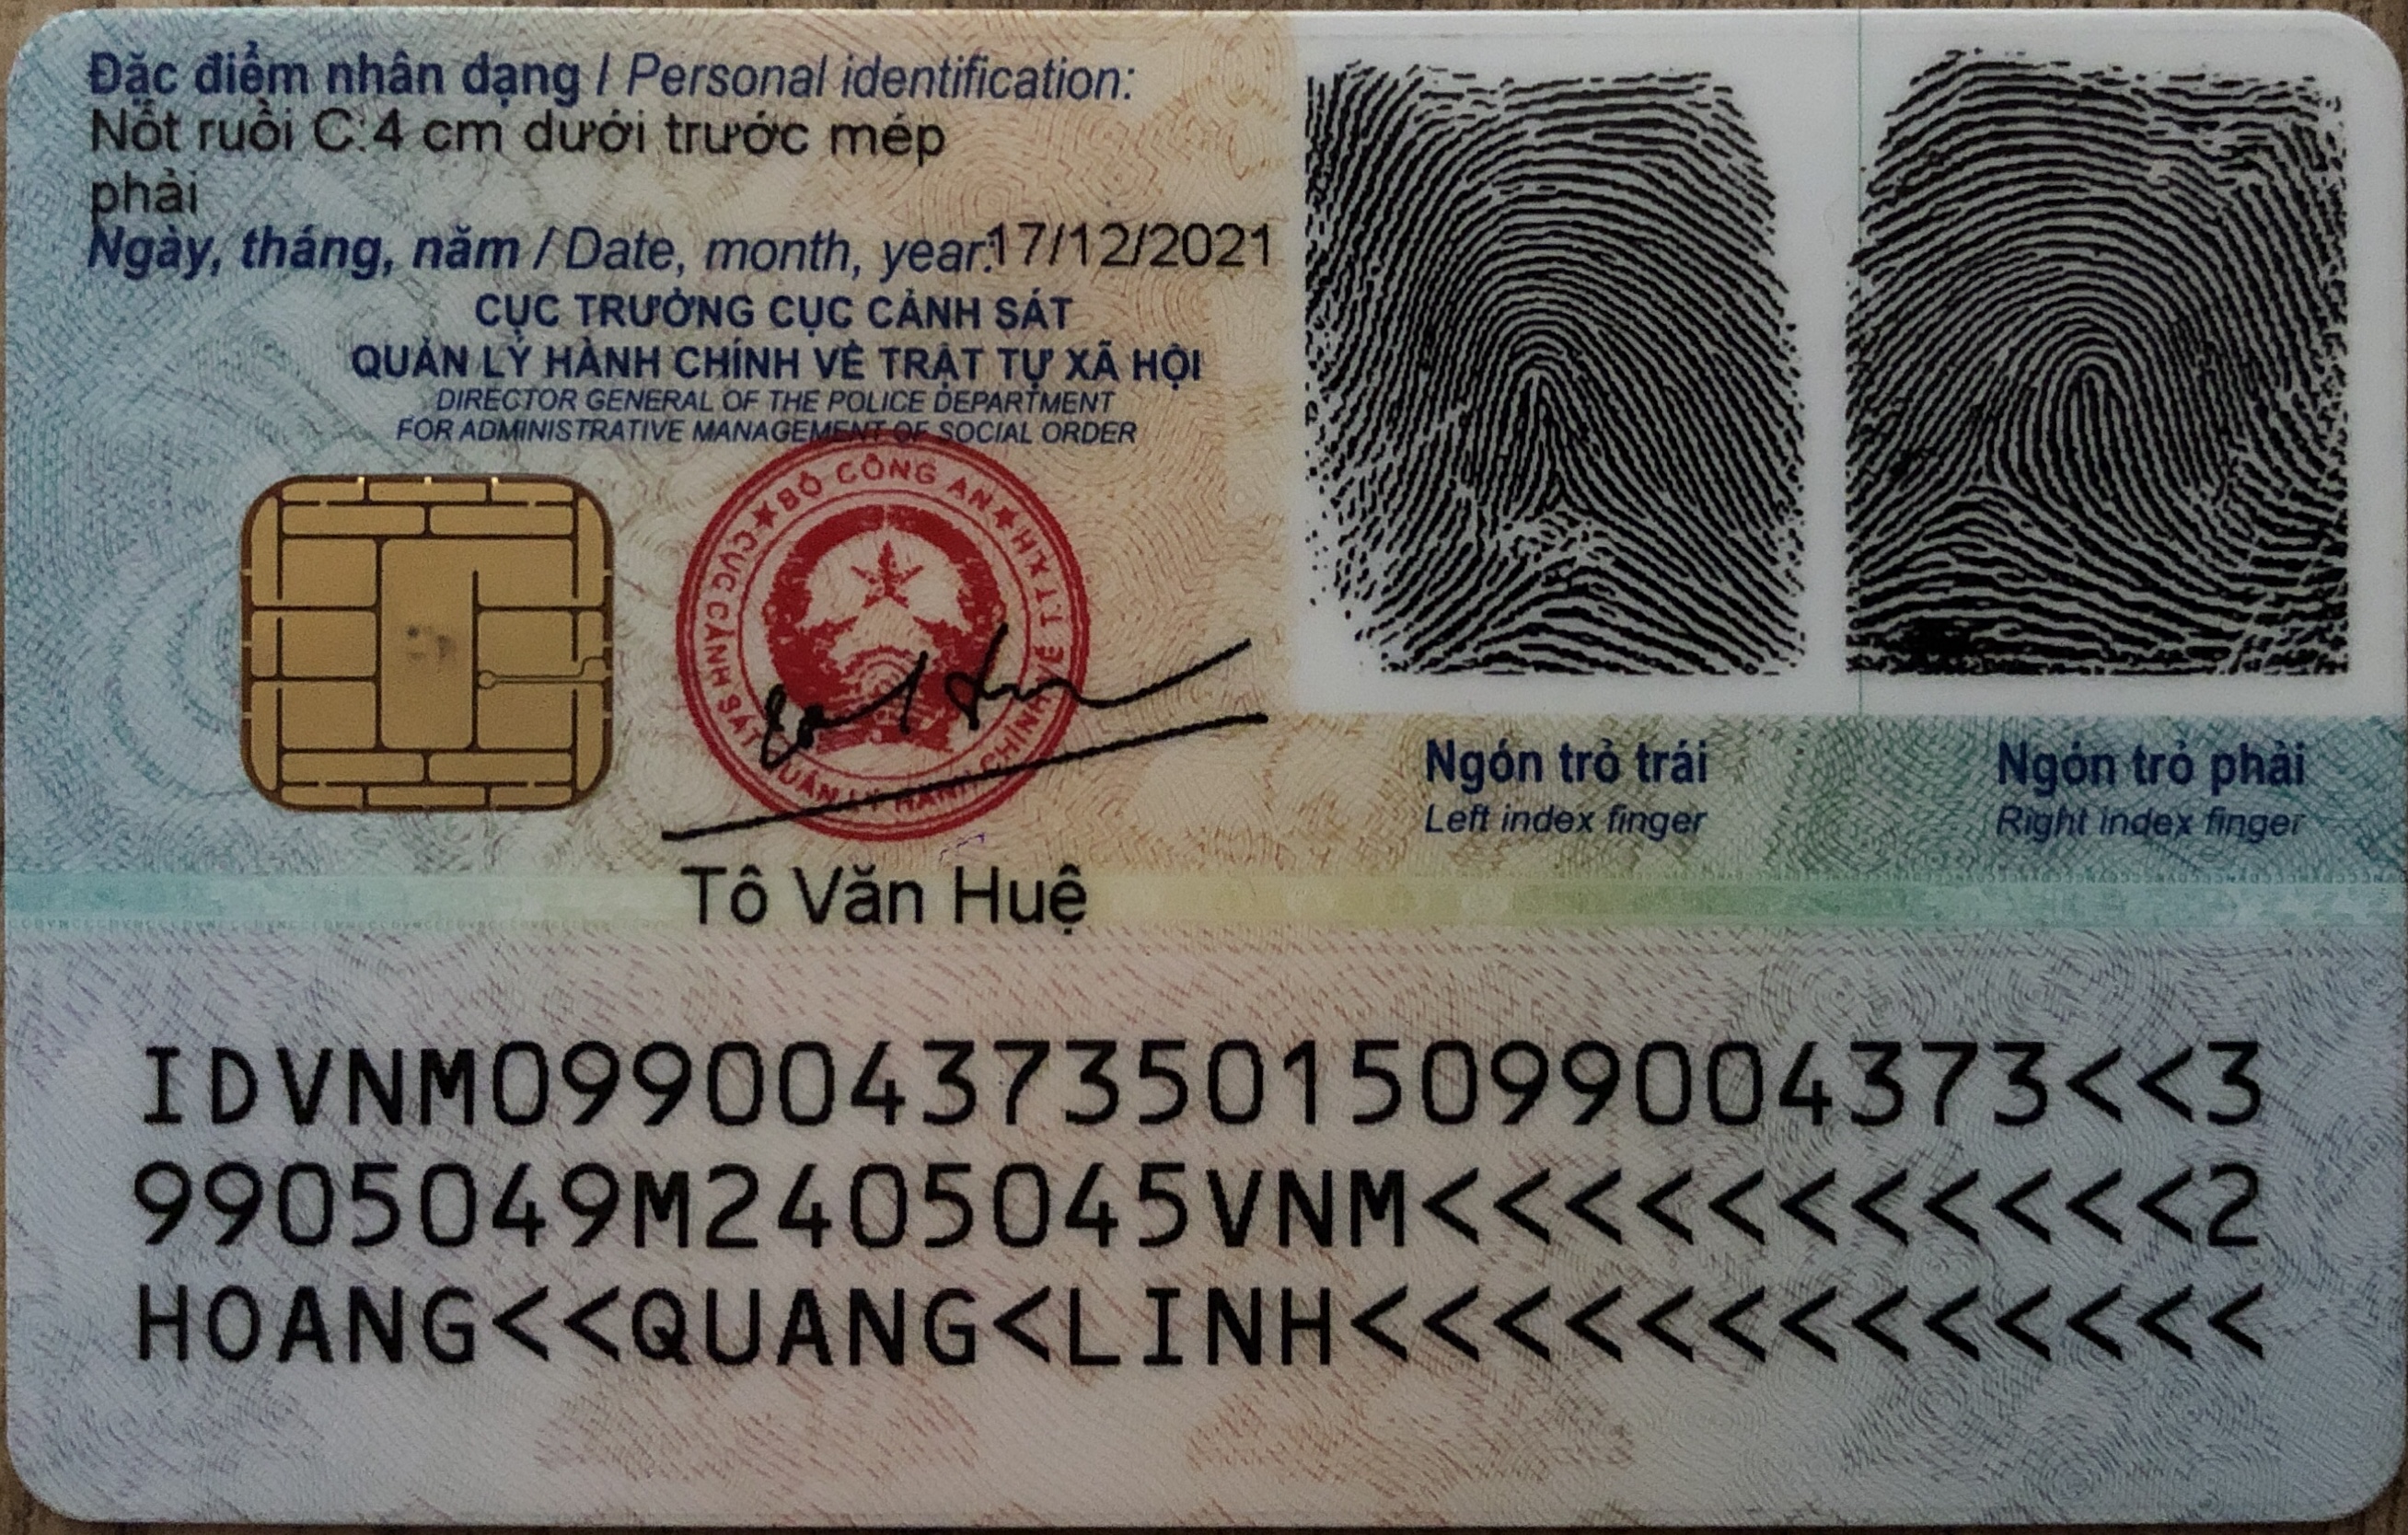 Đặc điểm nhân dạng / Personal identification:
Nốt ruồi C:4 cm dưới trước mép
phải
Ngày, tháng, năm / Date, month, year:17/12/2021
CỤC TRƯỞNG CỤC CẢNH SÁT
QUẢN LÝ HÀNH CHÍNH VỀ TRẬT TỰ XÃ HỘI
DIRECTOR GENERAL OF THE POLICE DEPARTMENT
FOR ADMINISTRATIVE MANAGEMENT OF SOCIAL ORDER
BỘ CÔNG AN
CỤC CẢNH SÁT QUẢN LÝ HÀNH CHÍNH VỀ TTXH
Ngón trỏ trái
Left index finger
Ngón trỏ phải
Right index finger
Tô Văn Huệ
IDVNM0990043735015099004373<<3
9905049M2405045VNM<<<<<<<<<<<2
HOANG<<QUANG<LINH<<<<<<<<<<<<<